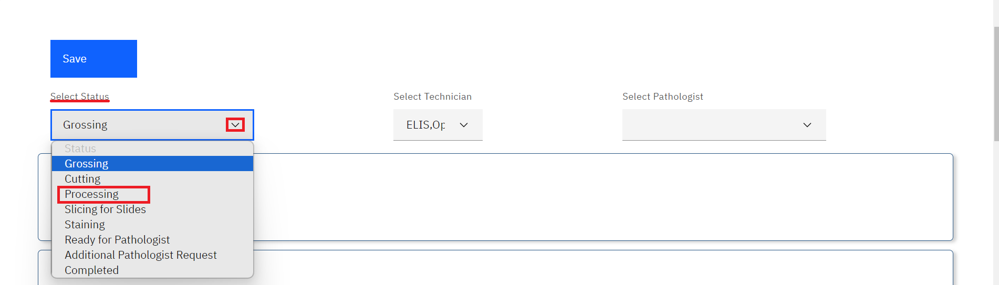 Save
Select Status
Select Technician
Select Pathologist
Grossing
ELIS,Op
Status
Grossing
Cutting
Processing
Slicing for Slides
Staining
Ready for Pathologist
Additional Pathologist Request
Completed